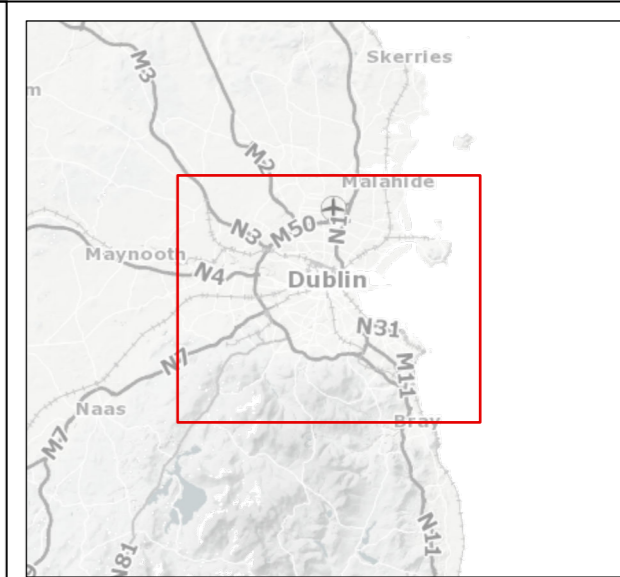 Skerries
M3
m
M2
Malahide
N3
M50
N1
Maynooth
N4
Dublin
N31
N7
M11
Naas
Bray
M7
N11
N81